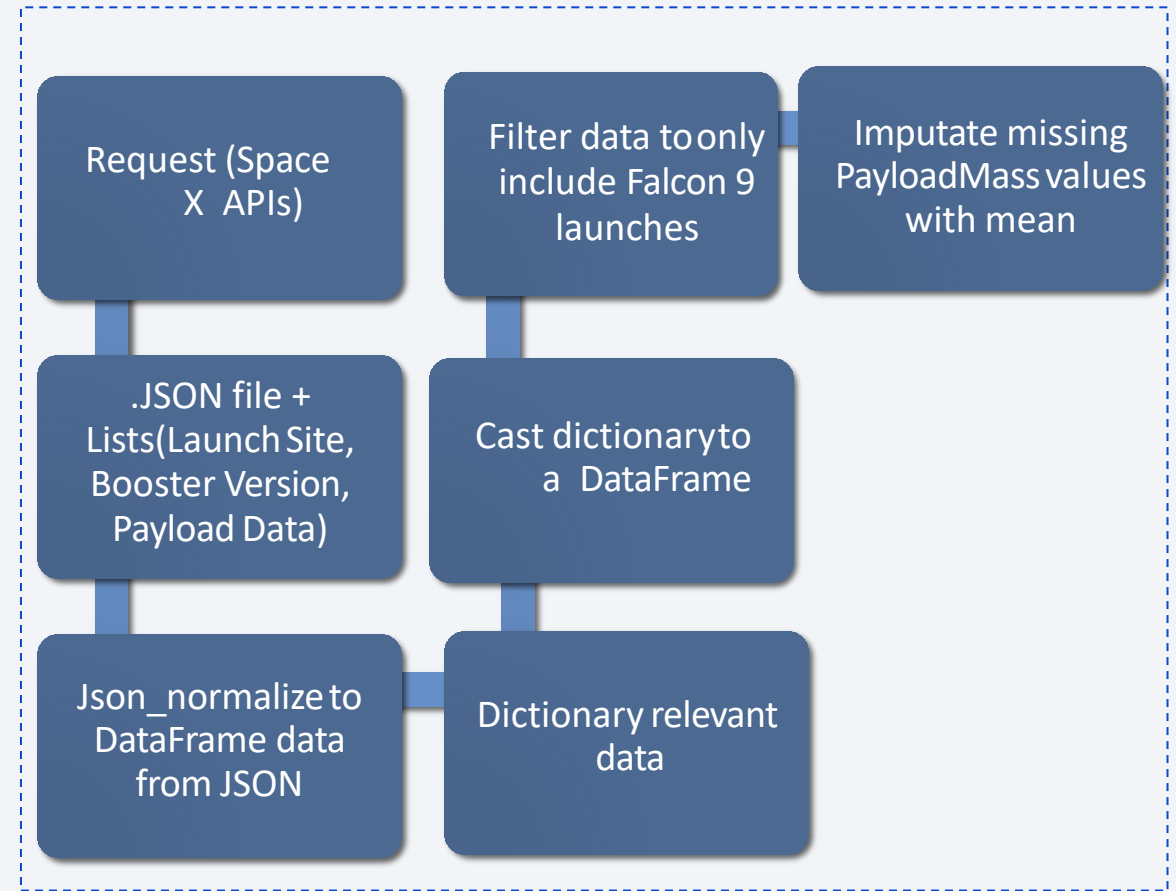 Request (Space
X APIs)
.JSON file +
Lists(Launch Site,
Booster Version,
Payload Data)
Json_normalize to
DataFrame data
from JSON
Dictionary relevant
data
Cast dictionary to
a DataFrame
Filter data to only
include Falcon 9
launches
Imputate missing
PayloadMass values
with mean